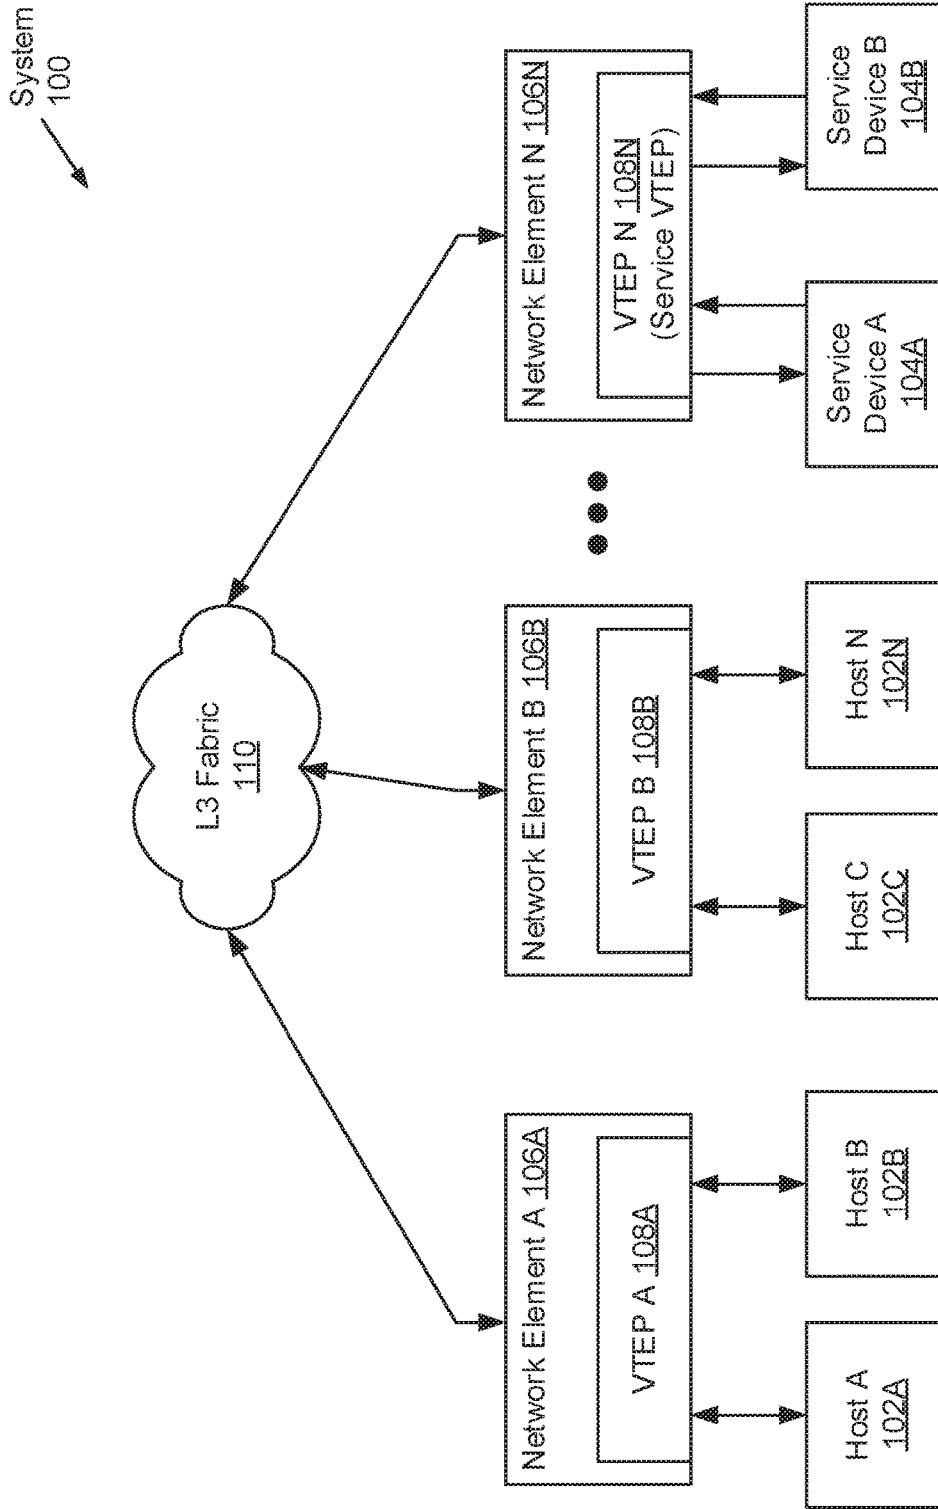 System
100
L3 Fabric
110
Network Element A 106A
VTEP A 108A
Network Element B 106B
VTEP B 108B
Network Element N 106N
VTEP N 108N
(Service VTEP)
Host A
102A
Host B
102B
Host C
102C
Host N
102N
Service
Device A
104A
Service
Device B
104B